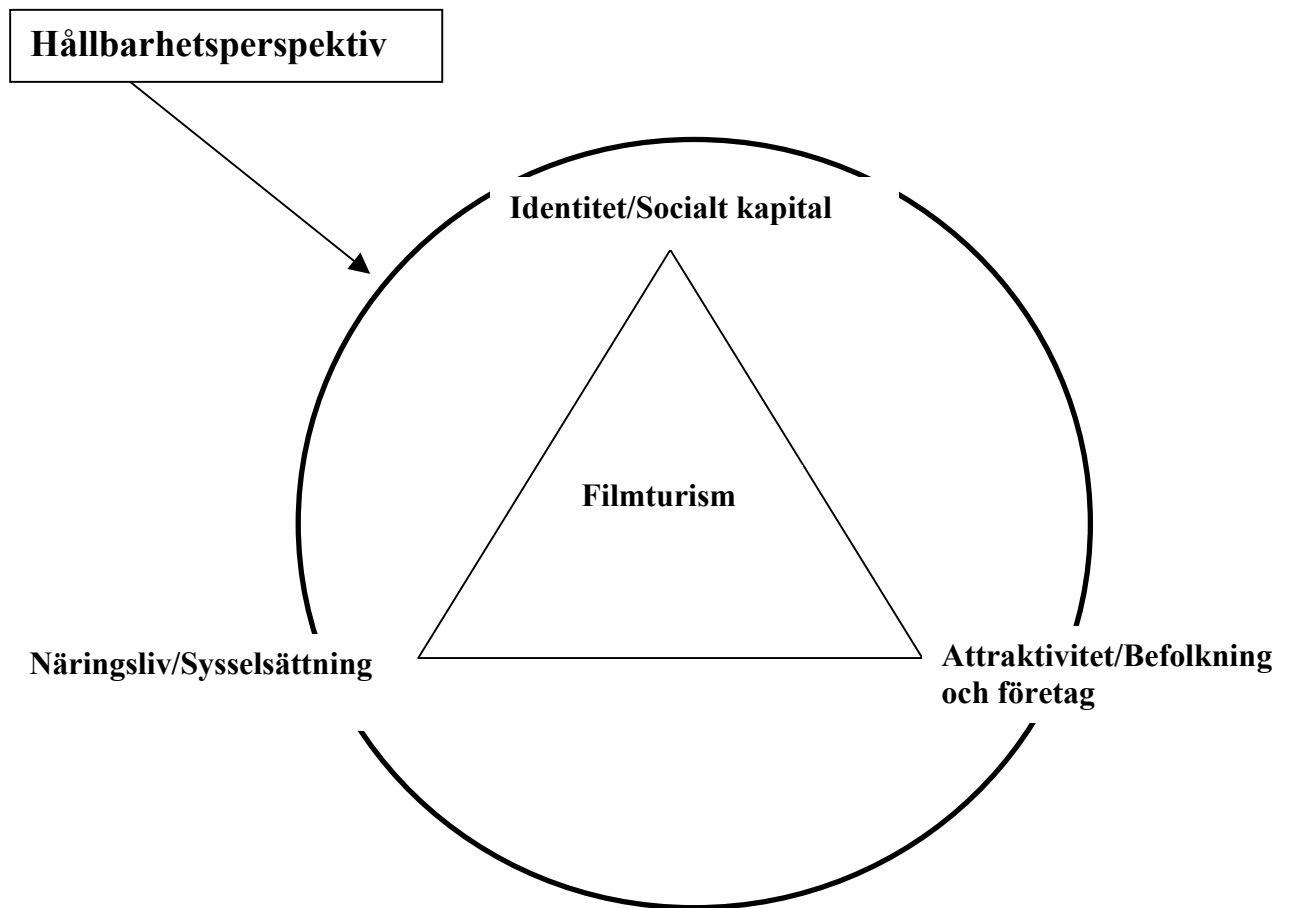 Hållbarhetsperspektiv
Identitet/Socialt kapital
Filmturism
Näringsliv/Sysselsättning
Attraktivitet/Befolkning
och företag